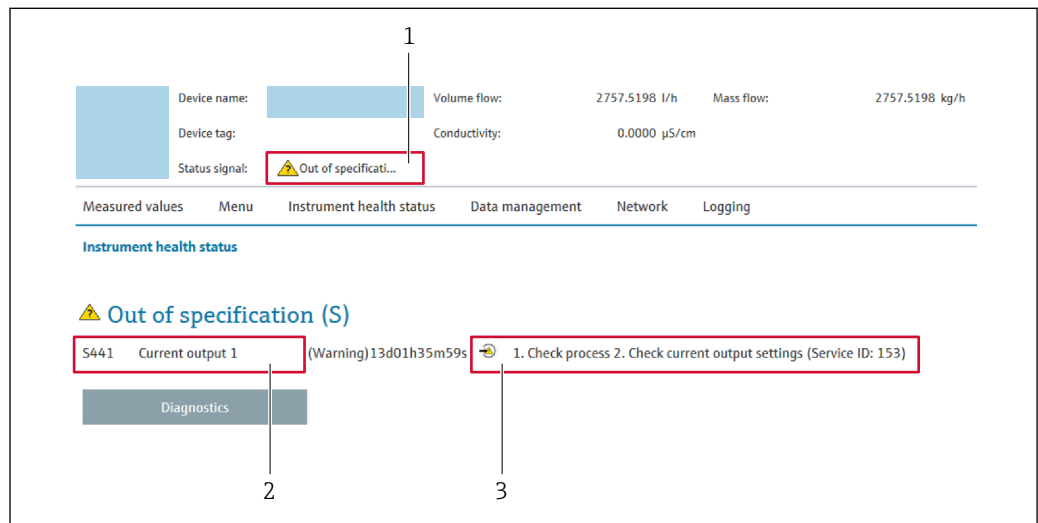 1
Device name: Volume flow: 2757.5198 l/h Mass flow: 2757.5198 kg/h
Device tag: Conductivity: 0.0000 µS/cm
Status signal: Out of specificati...
Measured values Menu Instrument health status Data management Network Logging
Instrument health status
Out of specification (S)
S441 Current output 1 (Warning)13d01h35m59s 1. Check process 2. Check current output settings (Service ID: 153)
Diagnostics
2 3